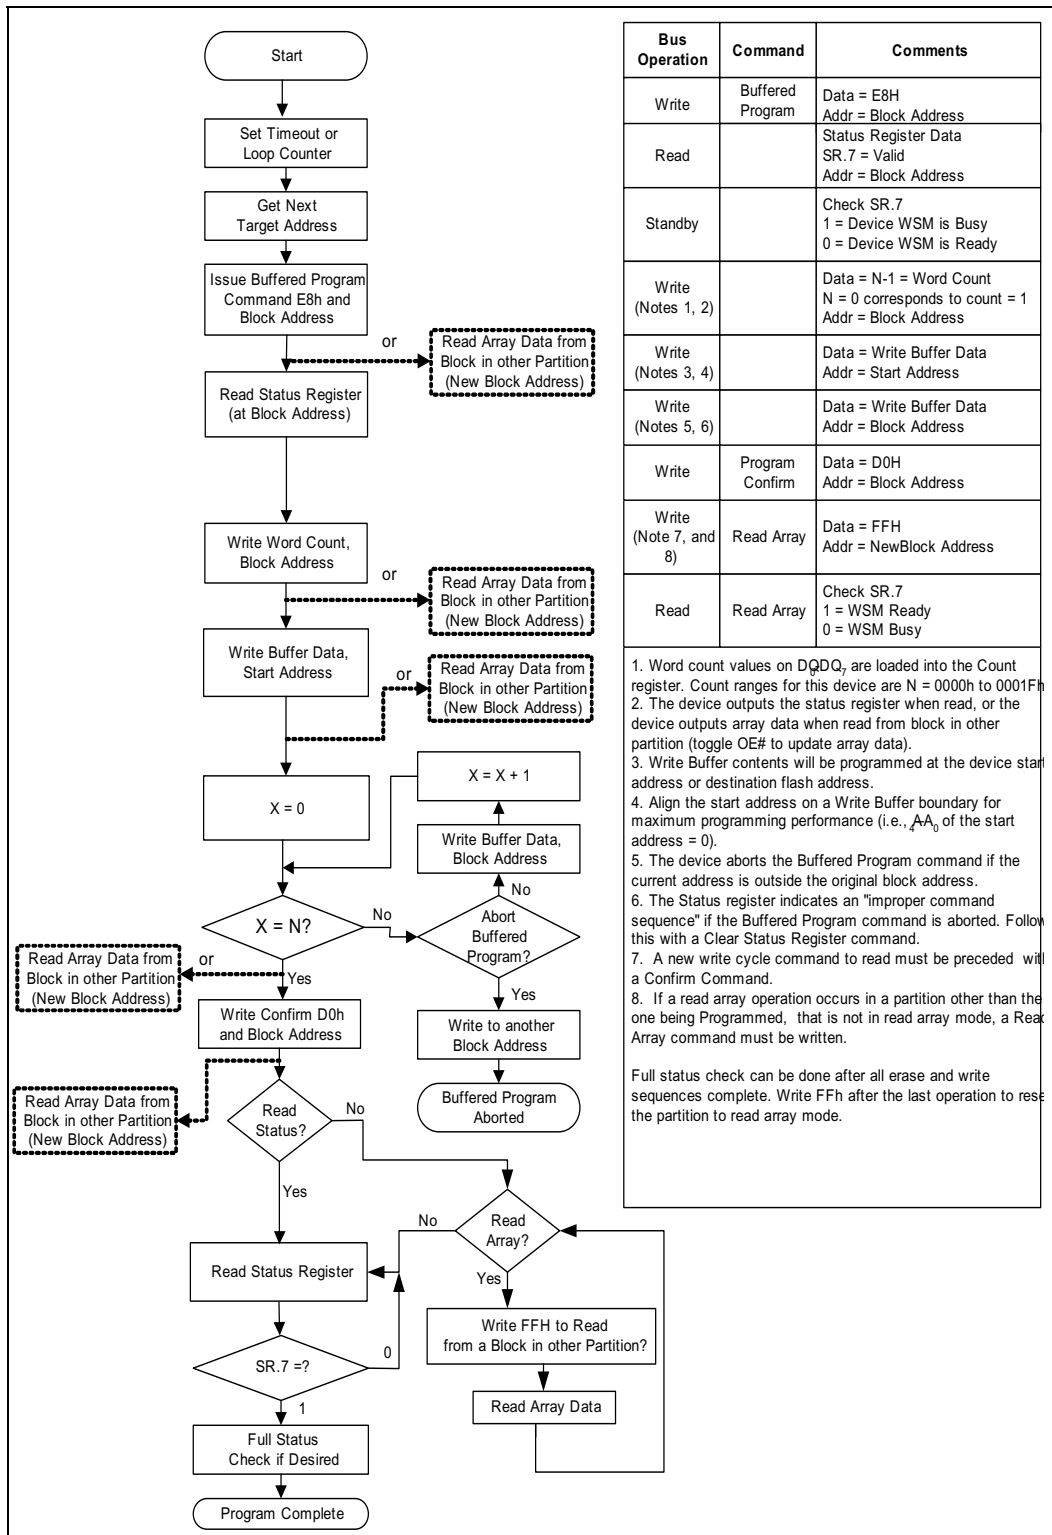 Start
Set Timeout or
Loop Counter
Get Next
Target Address
Issue Buffered Program
Command E8h and
Block Address
or
Read Array Data from
Block in other Partition
(New Block Address)
Read Status Register
(at Block Address)
Write Word Count,
Block Address
or
Read Array Data from
Block in other Partition
(New Block Address)
Write Buffer Data,
Start Address
or
Read Array Data from
Block in other Partition
(New Block Address)
X = 0
X = X + 1
Write Buffer Data,
Block Address
No
X = N?
No
Abort
Buffered
Program?
Read Array Data from
Block in other Partition
(New Block Address)
or
Yes
Yes
Write Confirm D0h
and Block Address
Write to another
Block Address
Buffered Program
Aborted
Read Array Data from
Block in other Partition
(New Block Address)
Read
Status?
No
Yes
No
Read
Array?
Read Status Register
Yes
Write FFH to Read
from a Block in other Partition?
SR.7 =?
0
Read Array Data
1
Full Status
Check if Desired
Program Complete
Bus
Operation
Command
Comments
Write
Buffered
Program
Data = E8H
Addr = Block Address
Read
Status Register Data
SR.7 = Valid
Addr = Block Address
Standby
Check SR.7
1 = Device WSM is Busy
0 = Device WSM is Ready
Write
(Notes 1, 2)
Data = N-1 = Word Count
N = 0 corresponds to count = 1
Addr = Block Address
Write
(Notes 3, 4)
Data = Write Buffer Data
Addr = Start Address
Write
(Notes 5, 6)
Data = Write Buffer Data
Addr = Block Address
Write
Program
Confirm
Data = D0H
Addr = Block Address
Write
(Note 7, and
8)
Read Array
Data = FFH
Addr = NewBlock Address
Read
Read Array
Check SR.7
1 = WSM Ready
0 = WSM Busy
1. Word count values on DQ0DQ7 are loaded into the Count
register. Count ranges for this device are N = 0000h to 0001Fh
2. The device outputs the status register when read, or the
device outputs array data when read from block in other
partition (toggle OE# to update array data).
3. Write Buffer contents will be programmed at the device start
address or destination flash address.
4. Align the start address on a Write Buffer boundary for
maximum programming performance (i.e., A4-A0 of the start
address = 0).
5. The device aborts the Buffered Program command if the
current address is outside the original block address.
6. The Status register indicates an "improper command
sequence" if the Buffered Program command is aborted. Follow
this with a Clear Status Register command.
7. A new write cycle command to read must be preceded with
a Confirm Command.
8. If a read array operation occurs in a partition other than the
one being Programmed, that is not in read array mode, a Read
Array command must be written.
Full status check can be done after all erase and write
sequences complete. Write FFh after the last operation to rese
the partition to read array mode.